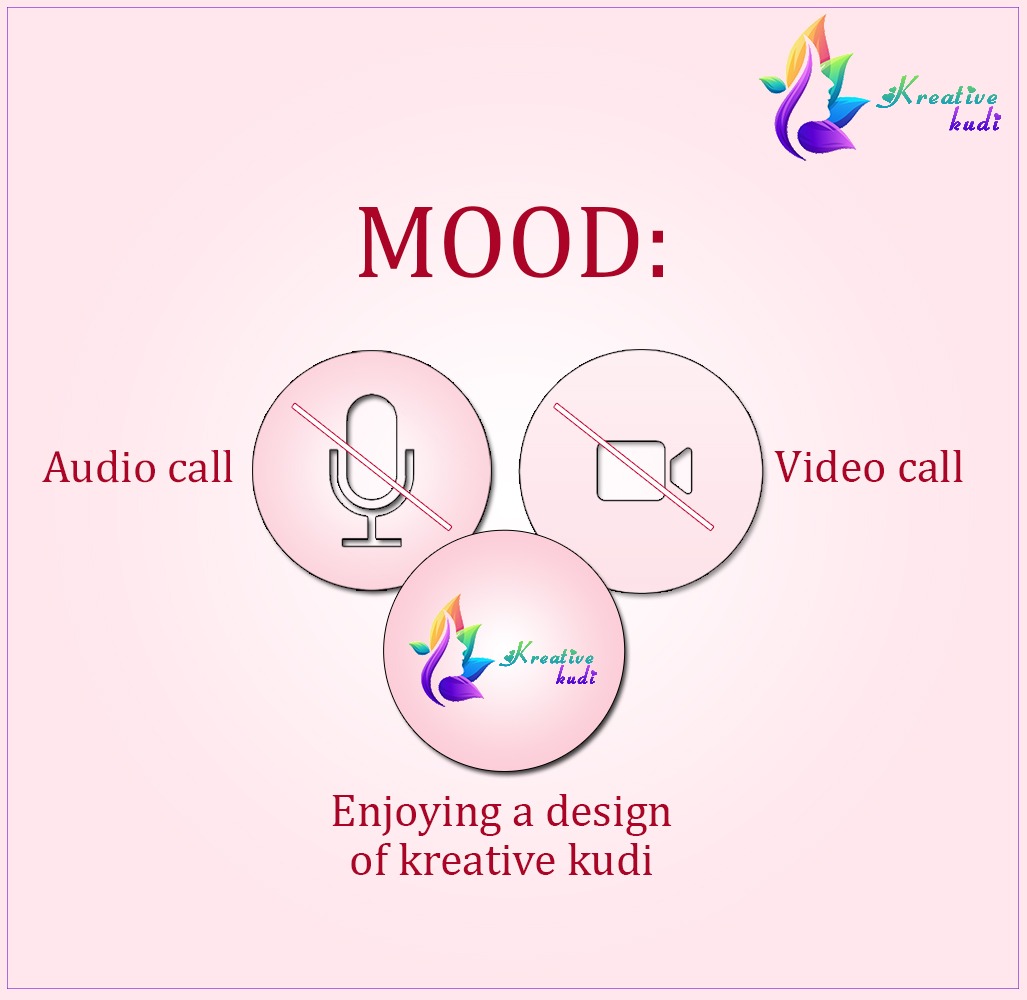 Kreative
kudi
MOOD:
Audio call
Video call
Kreative
kudi
Enjoying a design
of kreative kudi